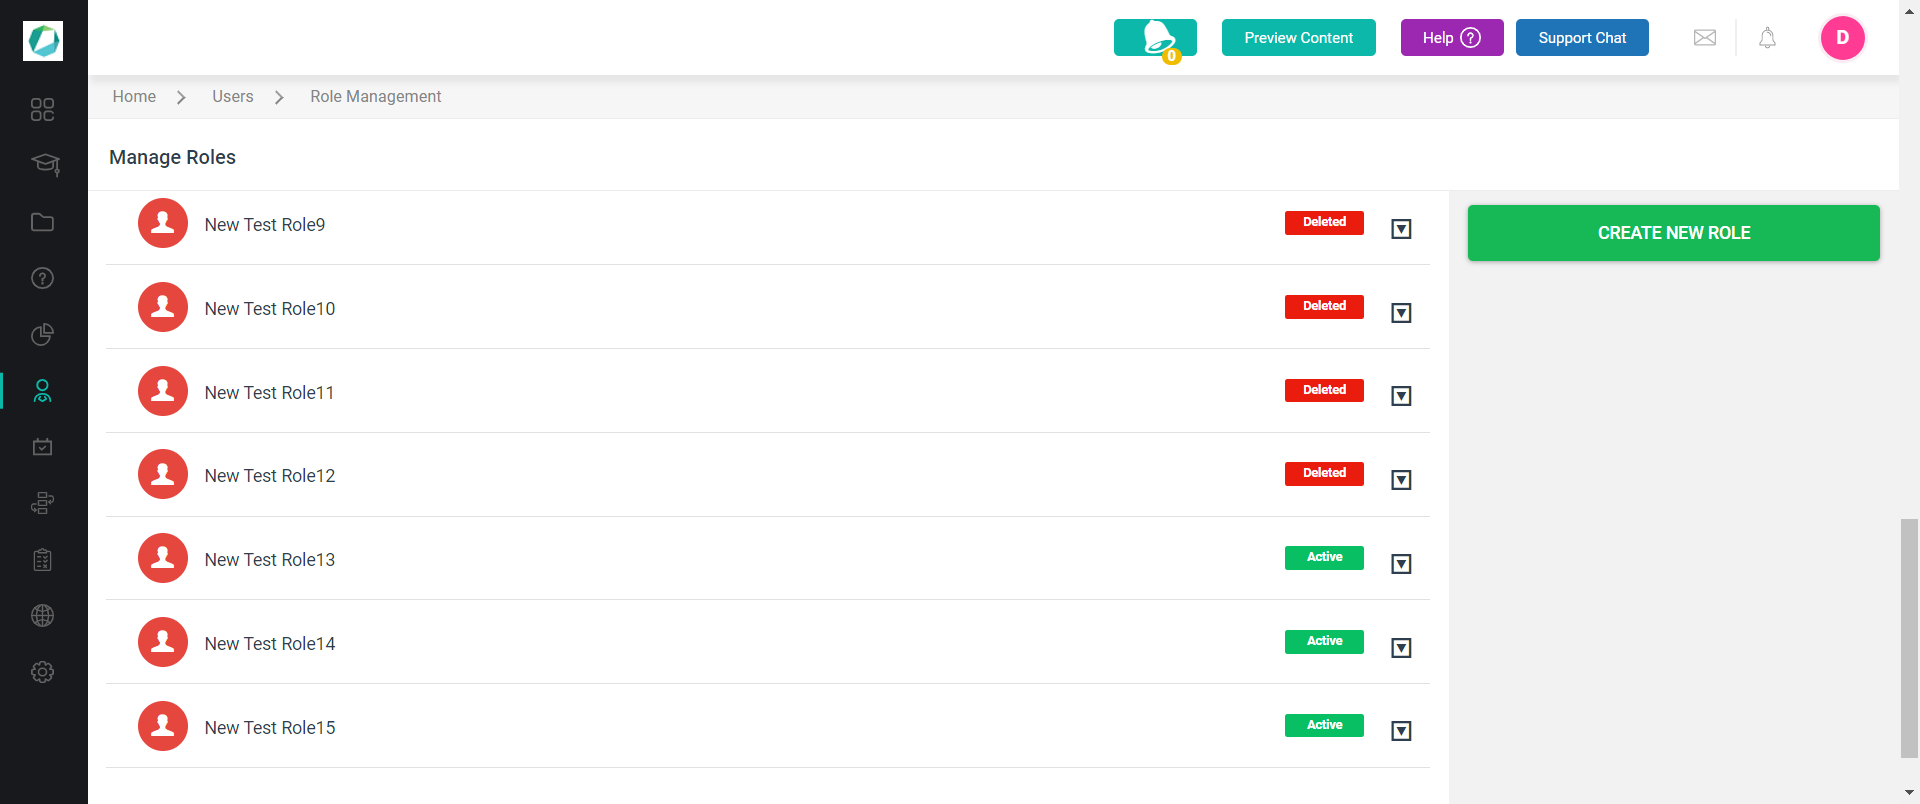 0
Preview Content
Help ?
Support Chat
D
Home > Users > Role Management
Manage Roles
New Test Role9 Deleted
CREATE NEW ROLE
New Test Role10 Deleted
New Test Role11 Deleted
New Test Role12 Deleted
New Test Role13 Active
New Test Role14 Active
New Test Role15 Active